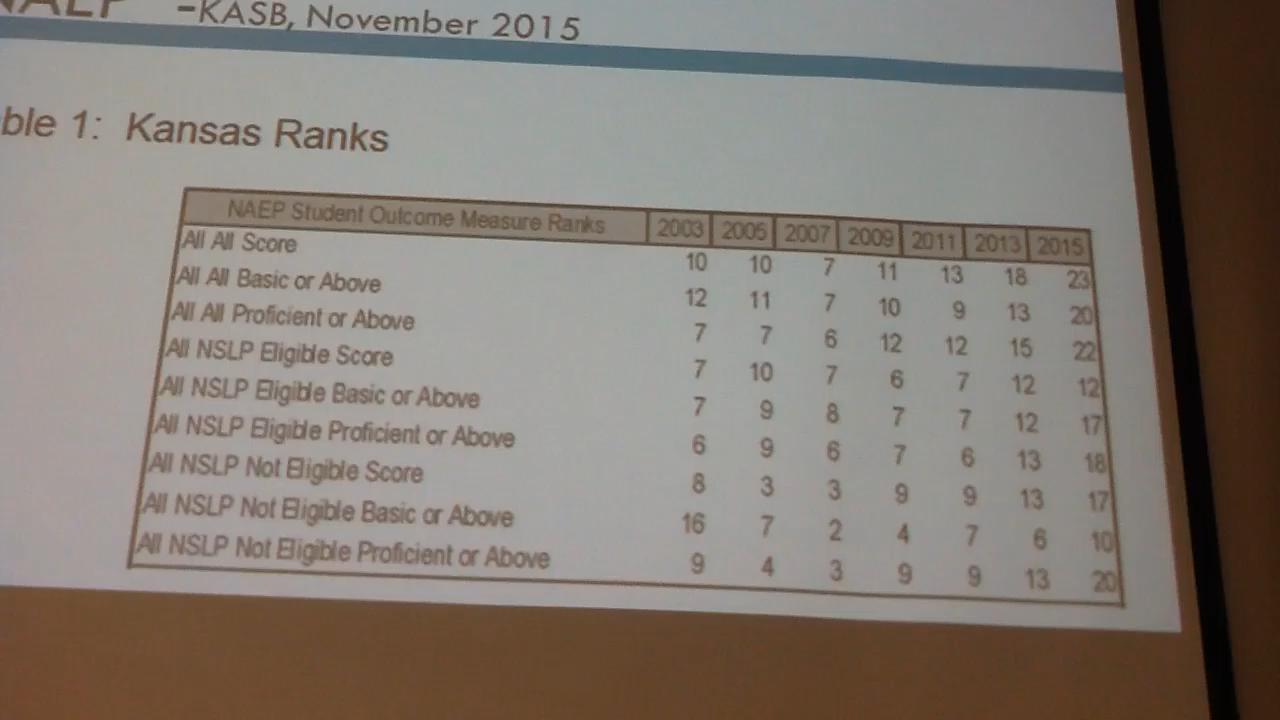 NAEP –KASB, November 2015
ble 1: Kansas Ranks
NAEP Student Outcome Measure Ranks 2003 2005 2007 2009 2011 2013 2015
All All Score 10 10 7 11 13 18 23
All All Basic or Above 12 11 7 10 9 13 20
All All Proficient or Above 7 7 6 12 12 15 22
All NSLP Eligible Score 7 10 7 6 7 12 12
All NSLP Eligible Basic or Above 7 9 8 7 7 12 17
All NSLP Eligible Proficient or Above 6 9 6 7 6 13 18
All NSLP Not Eligible Score 8 3 3 9 9 13 17
All NSLP Not Eligible Basic or Above 16 7 2 4 7 6 10
All NSLP Not Eligible Proficient or Above 9 4 3 9 9 13 20